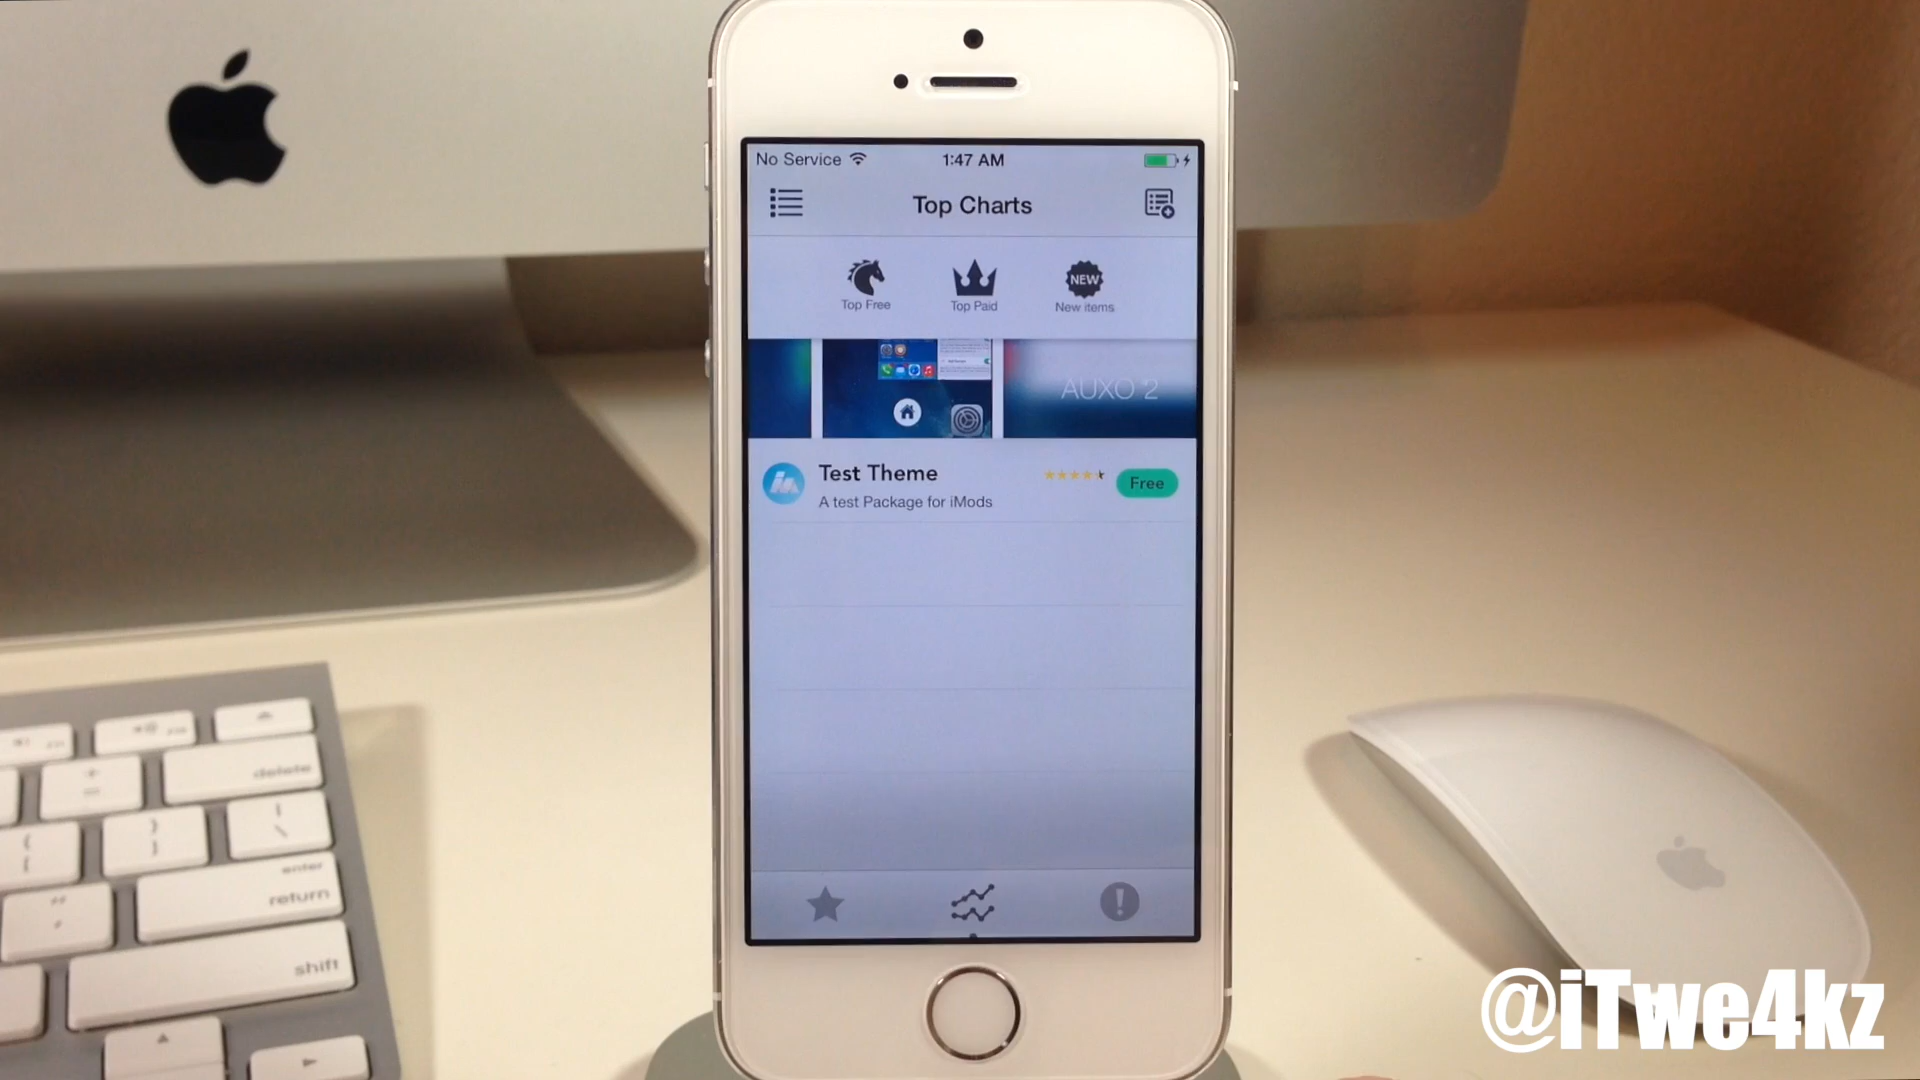 No Service
1:47 AM
Top Charts
Top Free
Top Paid
NEW
New items
AUXO 2
Test Theme
Free
A test Package for iMods
delete
enter
return
shift
@iTwe4kz